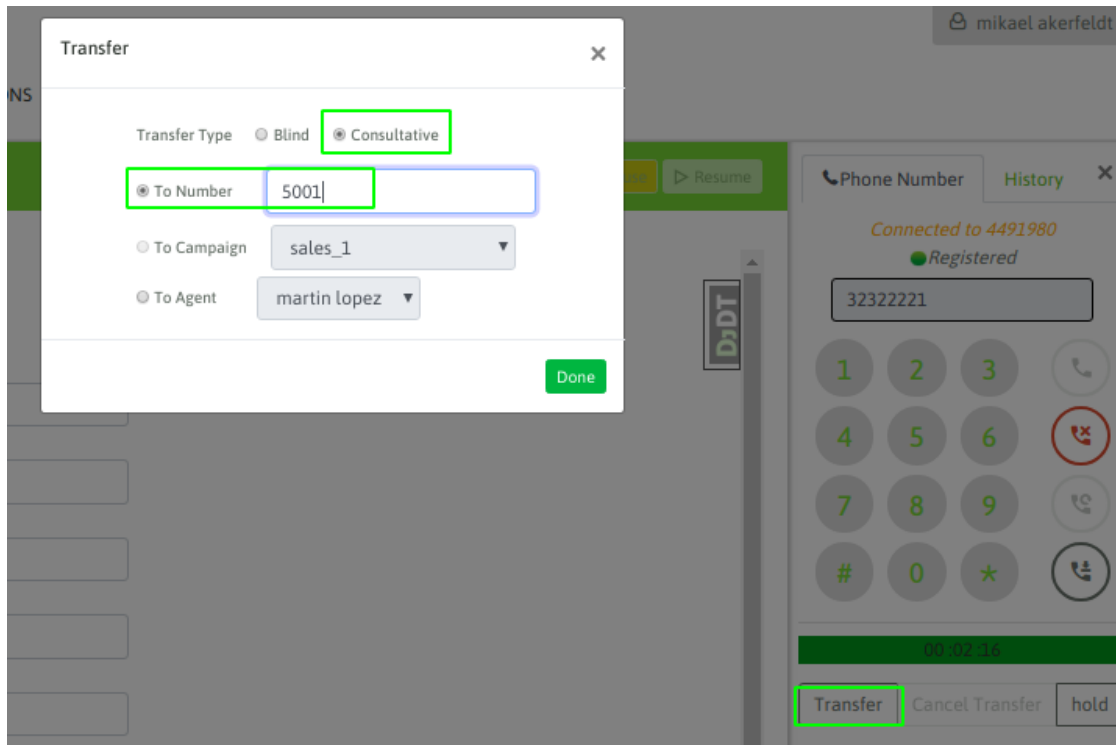 mikael akerfeldt
Transfer
×
NS
Transfer Type Blind Consultative
To Number 5001
Resume
Phone Number History ×
Connected to 4491980
Registered
To Campaign sales_1
To Agent martin lopez
32322221
DjDT
Done
1 2 3
4 5 6
7 8 9
# 0 *
00:02:16
Transfer Cancel Transfer hold